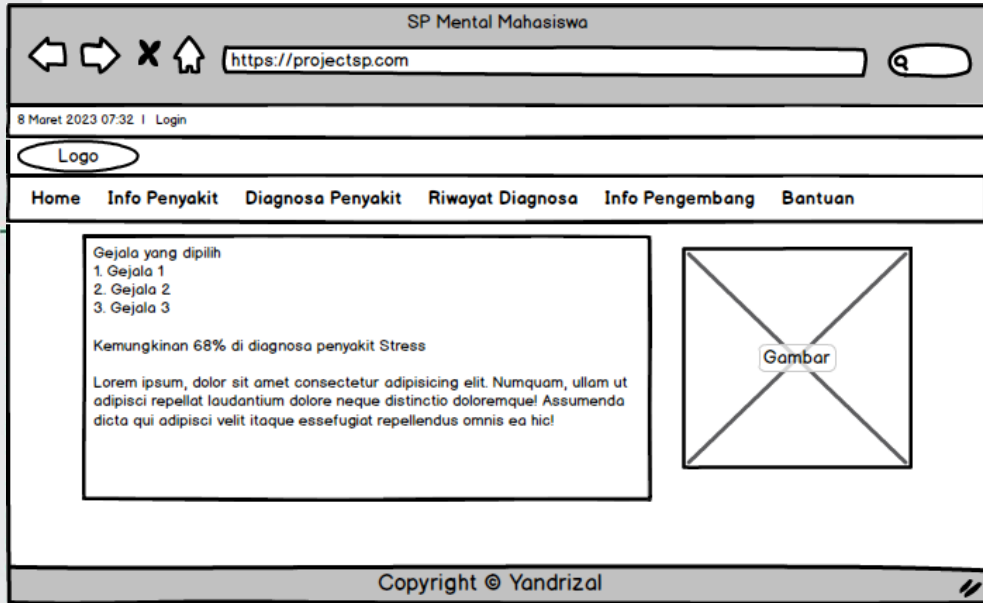 SP Mental Mahasiswa
https://projectsp.com
8 Maret 2023 07:32 | Login
Logo
Home Info Penyakit Diagnosa Penyakit Riwayat Diagnosa Info Pengembang Bantuan
Gejala yang dipilih
1. Gejala 1
2. Gejala 2
3. Gejala 3
Kemungkinan 68% di diagnosa penyakit Stress
Lorem ipsum, dolor sit amet consectetur adipisicing elit. Numquam, ullam ut
adipisci repellat laudantium dolore neque distinctio doloremque! Assumenda
dicta qui adipisci velit itaque essefugiat repellendus omnis ea hic!
Gambar
Copyright © Yandrizal